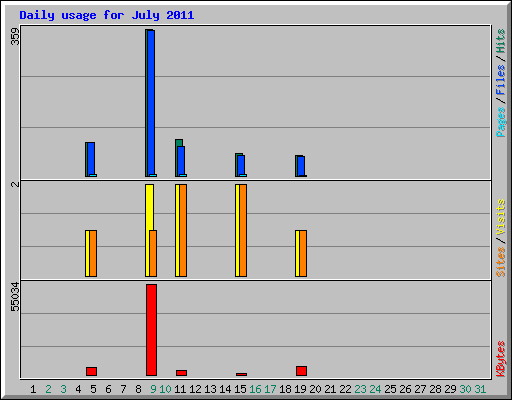 Daily usage for July 2011
359
Pages / Files / Hits
2
Sites / Visits
55034
KBytes
1 2 3 4 5 6 7 8 9 10 11 12 13 14 15 16 17 18 19 20 21 22 23 24 25 26 27 28 29 30 31